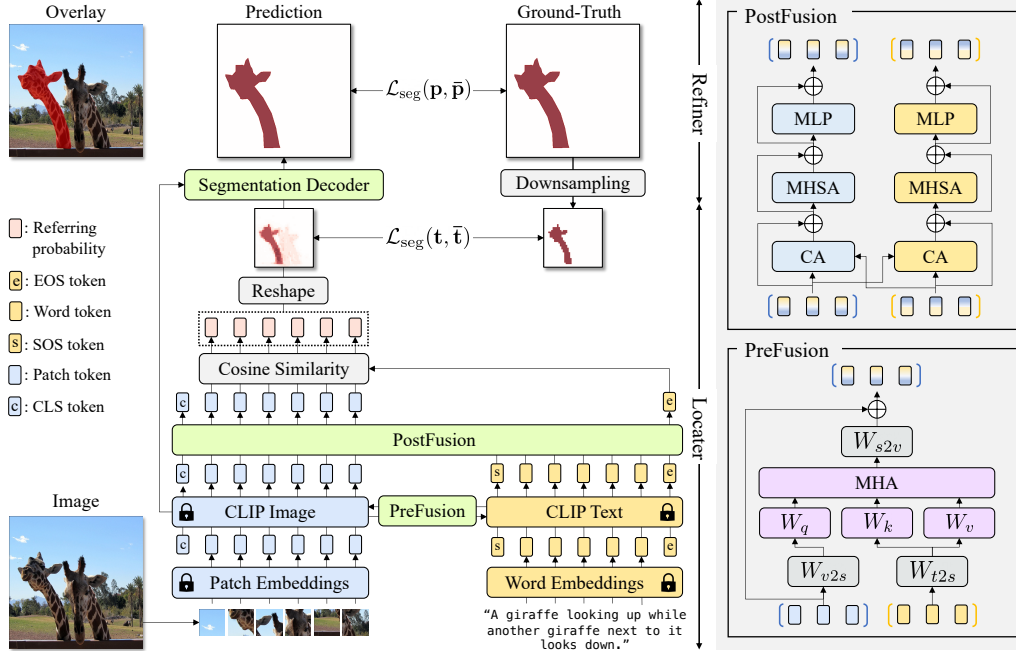 Overlay
Prediction
Ground-Truth
ℒseg(p, p̄)
Segmentation Decoder
Downsampling
ℒseg(t, t̄)
Reshape
Cosine Similarity
c
e
PostFusion
c
s
e
CLIP Image
PreFusion
CLIP Text
c
s
e
Patch Embeddings
Word Embeddings
“A giraffe looking up while
another giraffe next to it
looks down.”
: Referring
probability
e : EOS token
: Word token
s : SOS token
: Patch token
c : CLS token
Image
Refiner
Locater
PostFusion
MLP
MLP
MHSA
MHSA
CA
CA
PreFusion
Ws2v
MHA
Wq
Wk
Wv
Wv2s
Wt2s